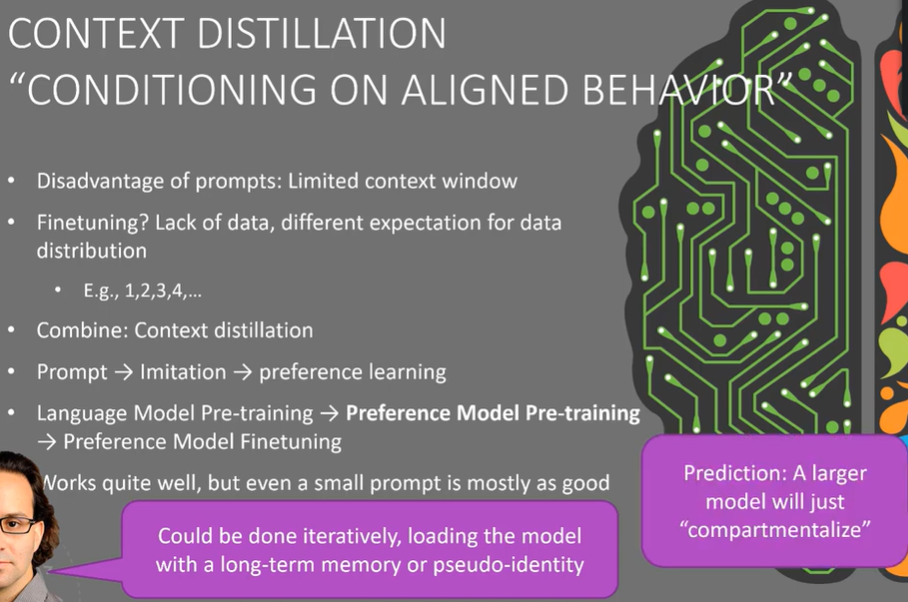 CONTEXT DISTILLATION
“CONDITIONING ON ALIGNED BEHAVIOR”
• Disadvantage of prompts: Limited context window
• Finetuning? Lack of data, different expectation for data
distribution
• E.g., 1,2,3,4,...
• Combine: Context distillation
• Prompt → Imitation → preference learning
• Language Model Pre-training → Preference Model Pre-training
→ Preference Model Finetuning
Works quite well, but even a small prompt is mostly as good
Could be done iteratively, loading the model
with a long-term memory or pseudo-identity
Prediction: A larger
model will just
“compartmentalize”